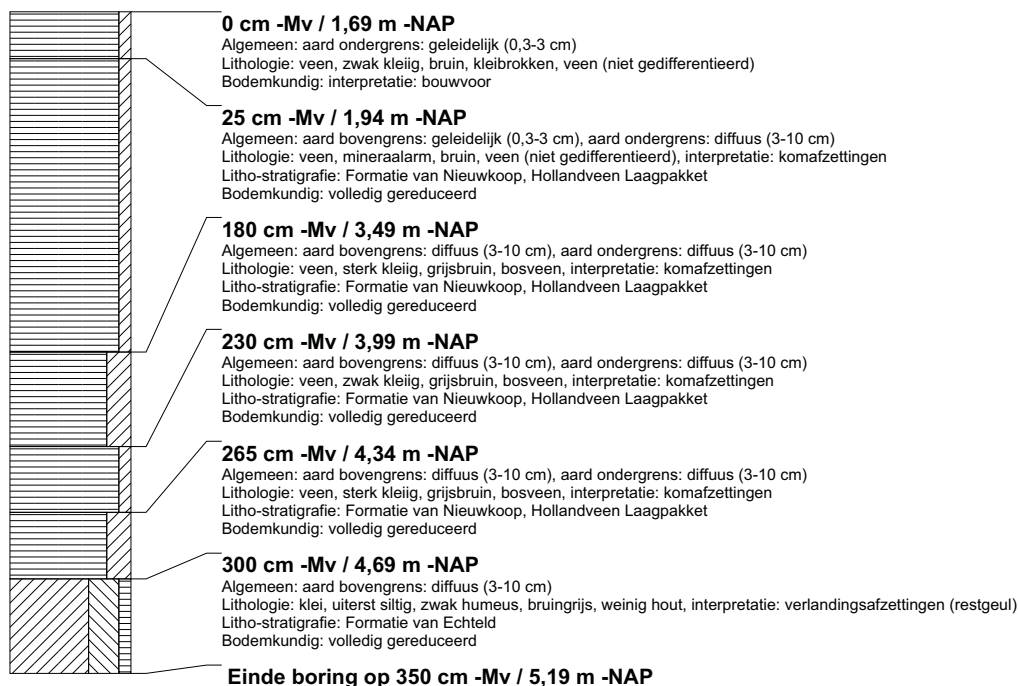 0 cm -Mv / 1,69 m -NAP
Algemeen: aard ondergrens: geleidelijk (0,3-3 cm)
Lithologie: veen, zwak kleiig, bruin, kleibrokken, veen (niet gedifferentieerd)
Bodemkundig: interpretatie: bouwvoor
25 cm -Mv / 1,94 m -NAP
Algemeen: aard bovengrens: geleidelijk (0,3-3 cm), aard ondergrens: diffuus (3-10 cm)
Lithologie: veen, mineraalarm, bruin, veen (niet gedifferentieerd), interpretatie: komafzettingen
Litho-stratigrafie: Formatie van Nieuwkoop, Hollandveen Laagpakket
Bodemkundig: volledig gereduceerd
180 cm -Mv / 3,49 m -NAP
Algemeen: aard bovengrens: diffuus (3-10 cm), aard ondergrens: diffuus (3-10 cm)
Lithologie: veen, sterk kleiig, grijsbruin, bosveen, interpretatie: komafzettingen
Litho-stratigrafie: Formatie van Nieuwkoop, Hollandveen Laagpakket
Bodemkundig: volledig gereduceerd
230 cm -Mv / 3,99 m -NAP
Algemeen: aard bovengrens: diffuus (3-10 cm), aard ondergrens: diffuus (3-10 cm)
Lithologie: veen, zwak kleiig, grijsbruin, bosveen, interpretatie: komafzettingen
Litho-stratigrafie: Formatie van Nieuwkoop, Hollandveen Laagpakket
Bodemkundig: volledig gereduceerd
265 cm -Mv / 4,34 m -NAP
Algemeen: aard bovengrens: diffuus (3-10 cm), aard ondergrens: diffuus (3-10 cm)
Lithologie: veen, sterk kleiig, grijsbruin, bosveen, interpretatie: komafzettingen
Litho-stratigrafie: Formatie van Nieuwkoop, Hollandveen Laagpakket
Bodemkundig: volledig gereduceerd
300 cm -Mv / 4,69 m -NAP
Algemeen: aard bovengrens: diffuus (3-10 cm)
Lithologie: klei, uiterst siltig, zwak humeus, bruingrijs, weinig hout, interpretatie: verlandingsafzettingen (restgeul)
Litho-stratigrafie: Formatie van Echteld
Bodemkundig: volledig gereduceerd
Einde boring op 350 cm -Mv / 5,19 m -NAP